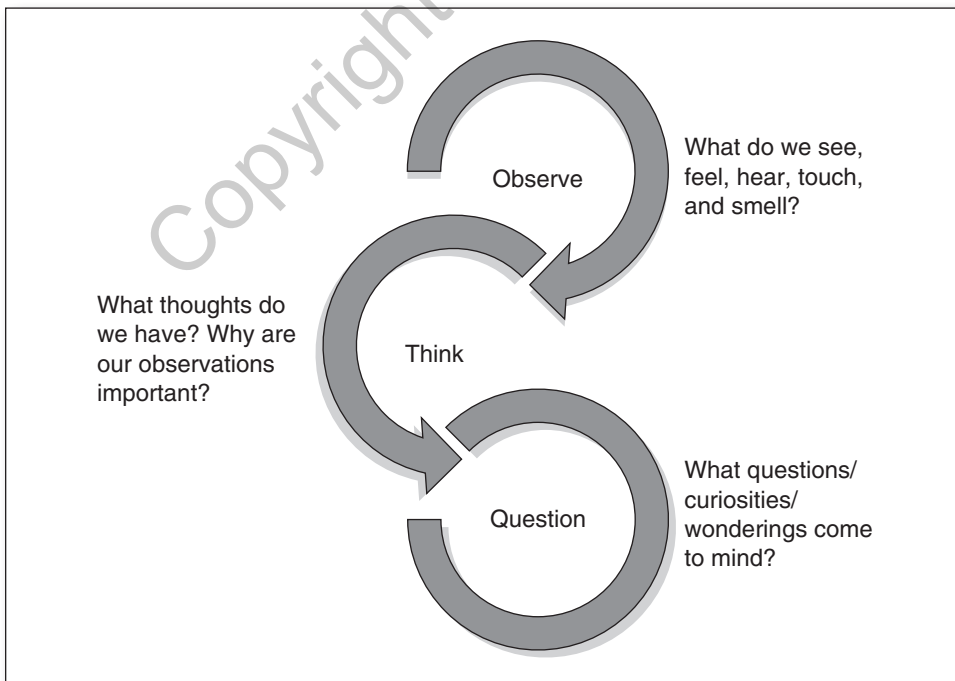 Copyright
Observe
What do we see,
feel, hear, touch,
and smell?
What thoughts do
we have? Why are
our observations
important?
Think
Question
What questions/
curiosities/
wonderings come
to mind?